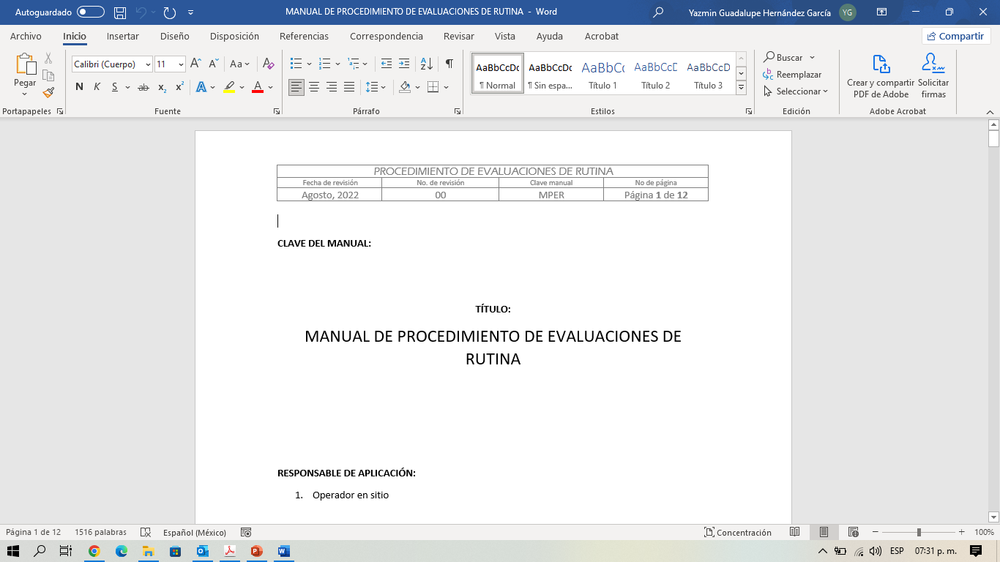 Autoguardado
MANUAL DE PROCEDIMIENTO DE EVALUACIONES DE RUTINA - Word
Yazmin Guadalupe Hernández García
YG
Archivo Inicio Insertar Diseño Disposición Referencias Correspondencia Revisar Vista Ayuda Acrobat
Compartir
Pegar
Calibri (Cuerpo) 11
Portapapeles
Fuente
Párrafo
AaBbCcDc AaBbCcDc AaBbCc AaBbCcD AaBbCcD
¶ Normal ¶ Sin espa... Título 1 Título 2 Título 3
Estilos
Buscar
Reemplazar
Seleccionar
Edición
Crear y compartir
PDF de Adobe
Solicitar
firmas
Adobe Acrobat
PROCEDIMIENTO DE EVALUACIONES DE RUTINA
Fecha de revisión No. de revisión Clave manual No de página
Agosto, 2022 00 MPER Página 1 de 12
CLAVE DEL MANUAL:
TÍTULO:
MANUAL DE PROCEDIMIENTO DE EVALUACIONES DE
RUTINA
RESPONSABLE DE APLICACIÓN:
1. Operador en sitio
Página 1 de 12 1516 palabras Español (México) Concentración 100%
ESP 07:31 p. m.